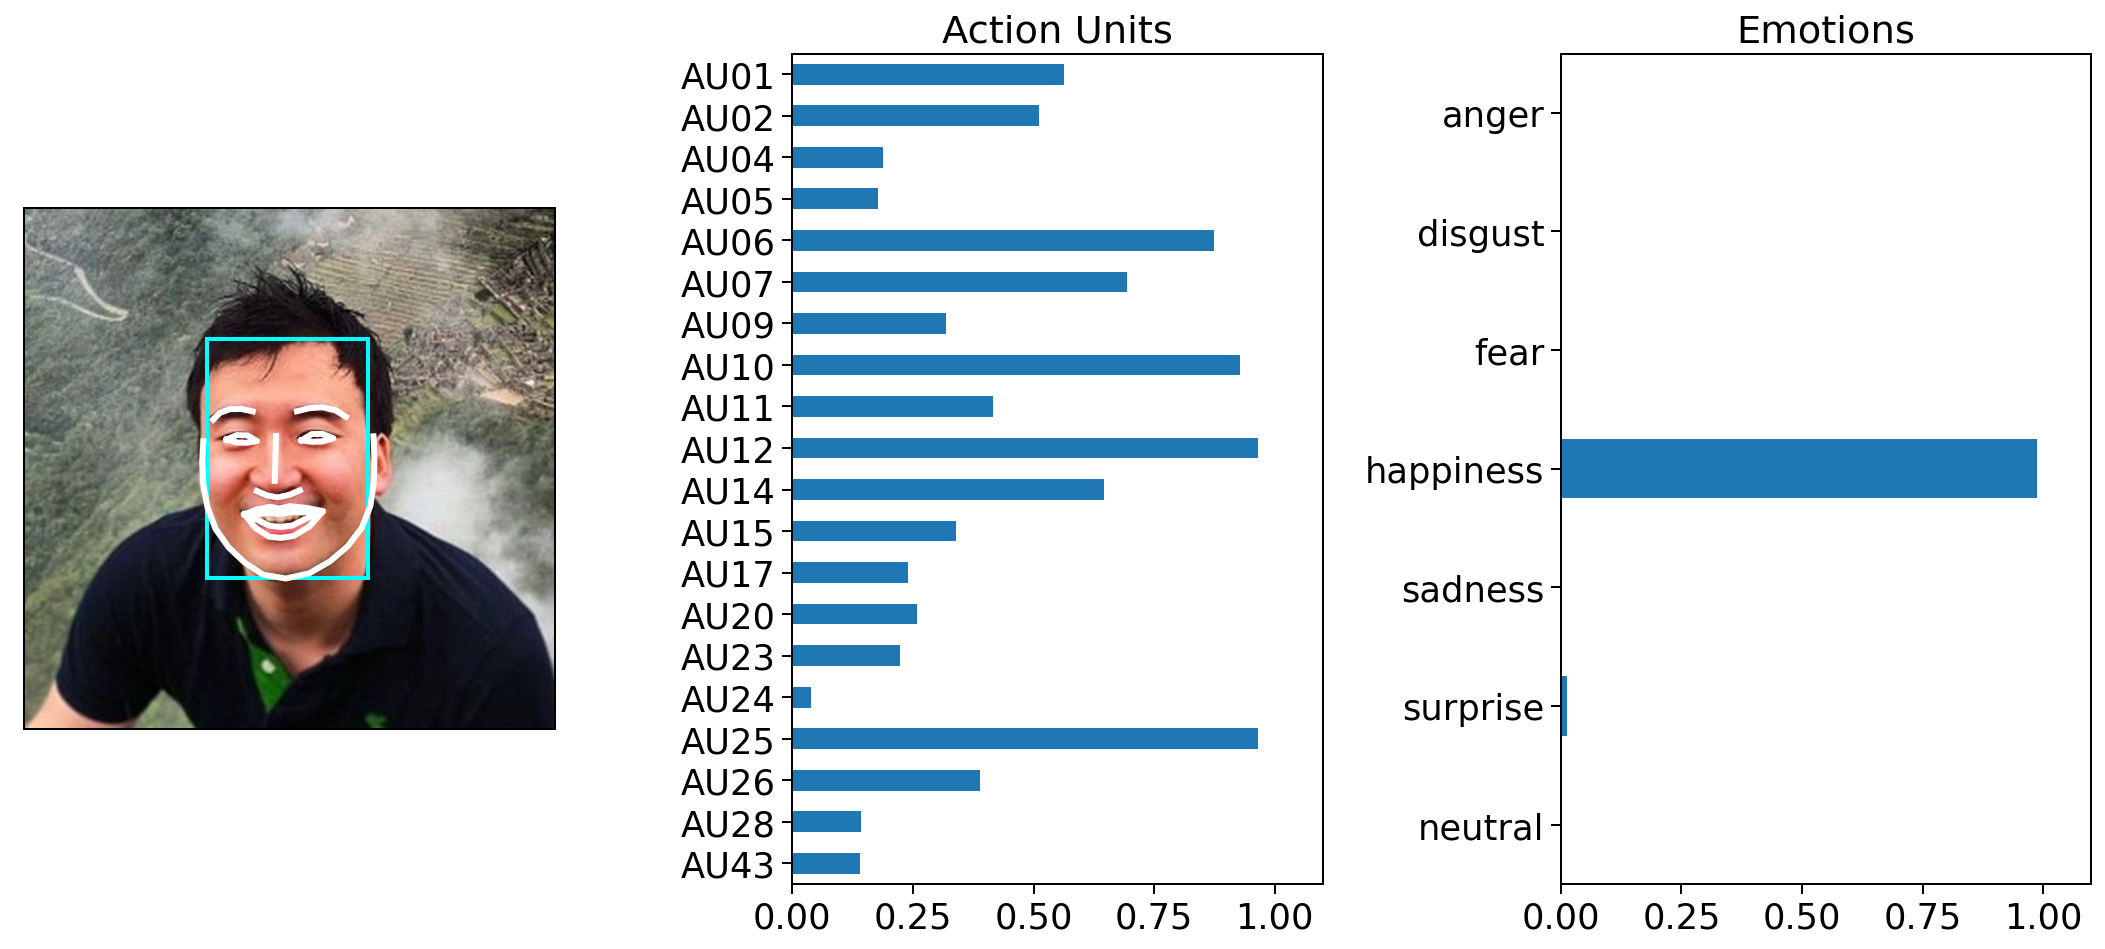 Action Units
AU01
AU02
AU04
AU05
AU06
AU07
AU09
AU10
AU11
AU12
AU14
AU15
AU17
AU20
AU23
AU24
AU25
AU26
AU28
AU43
0.00 0.25 0.50 0.75 1.00
Emotions
anger
disgust
fear
happiness
sadness
surprise
neutral
0.00 0.25 0.50 0.75 1.00